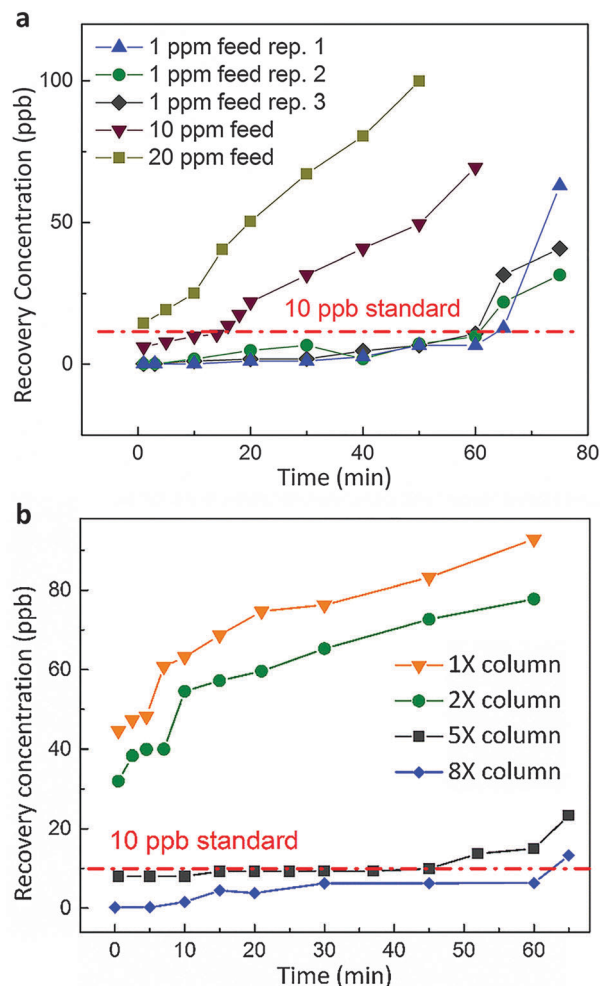 a
1 ppm feed rep. 1
1 ppm feed rep. 2
1 ppm feed rep. 3
10 ppm feed
20 ppm feed
100
50
0
Recovery Concentration (ppb)
10 ppb standard
0 20 40 60 80
Time (min)
b
80
60
40
20
0
Recovery concentration (ppb)
1X column
2X column
5X column
8X column
10 ppb standard
0 10 20 30 40 50 60
Time (min)